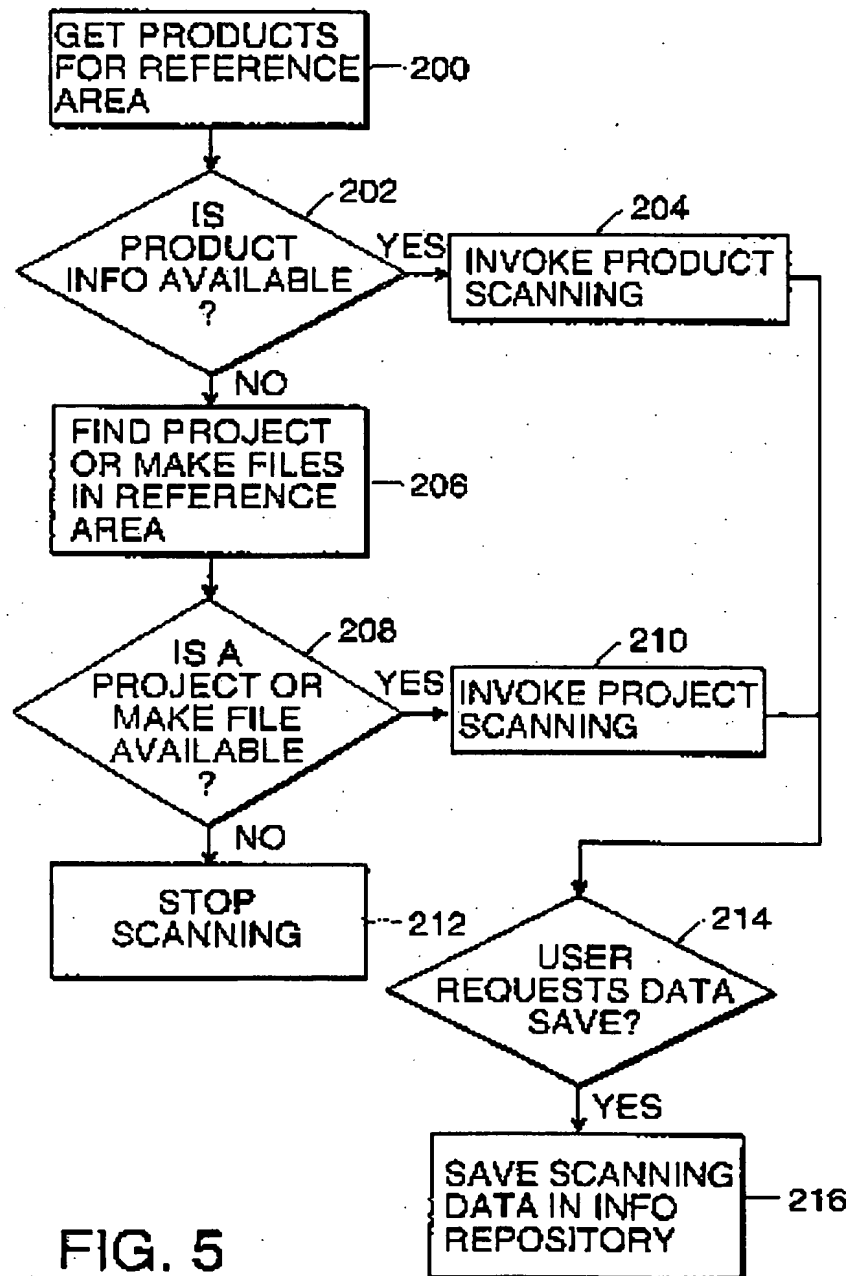 GET PRODUCTS
FOR REFERENCE
AREA
200
202
IS
PRODUCT
INFO AVAILABLE
?
YES
204
INVOKE PRODUCT
SCANNING
NO
FIND PROJECT
OR MAKE FILES
IN REFERENCE
AREA
206
208
IS A
PROJECT OR
MAKE FILE
AVAILABLE
?
YES
210
INVOKE PROJECT
SCANNING
NO
STOP
SCANNING
212
214
USER
REQUESTS DATA
SAVE?
YES
SAVE SCANNING
DATA IN INFO
REPOSITORY
216
FIG. 5